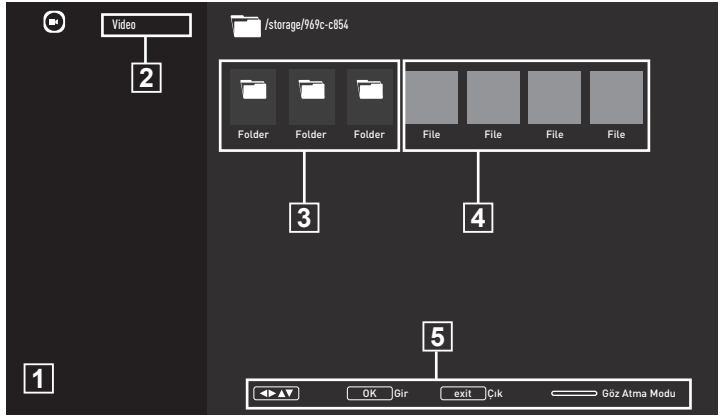 Video
/storage/969c-c854
2
Folder Folder Folder File File File File
3 4
5
1
OK Gir exit Çık Göz Atma Modu